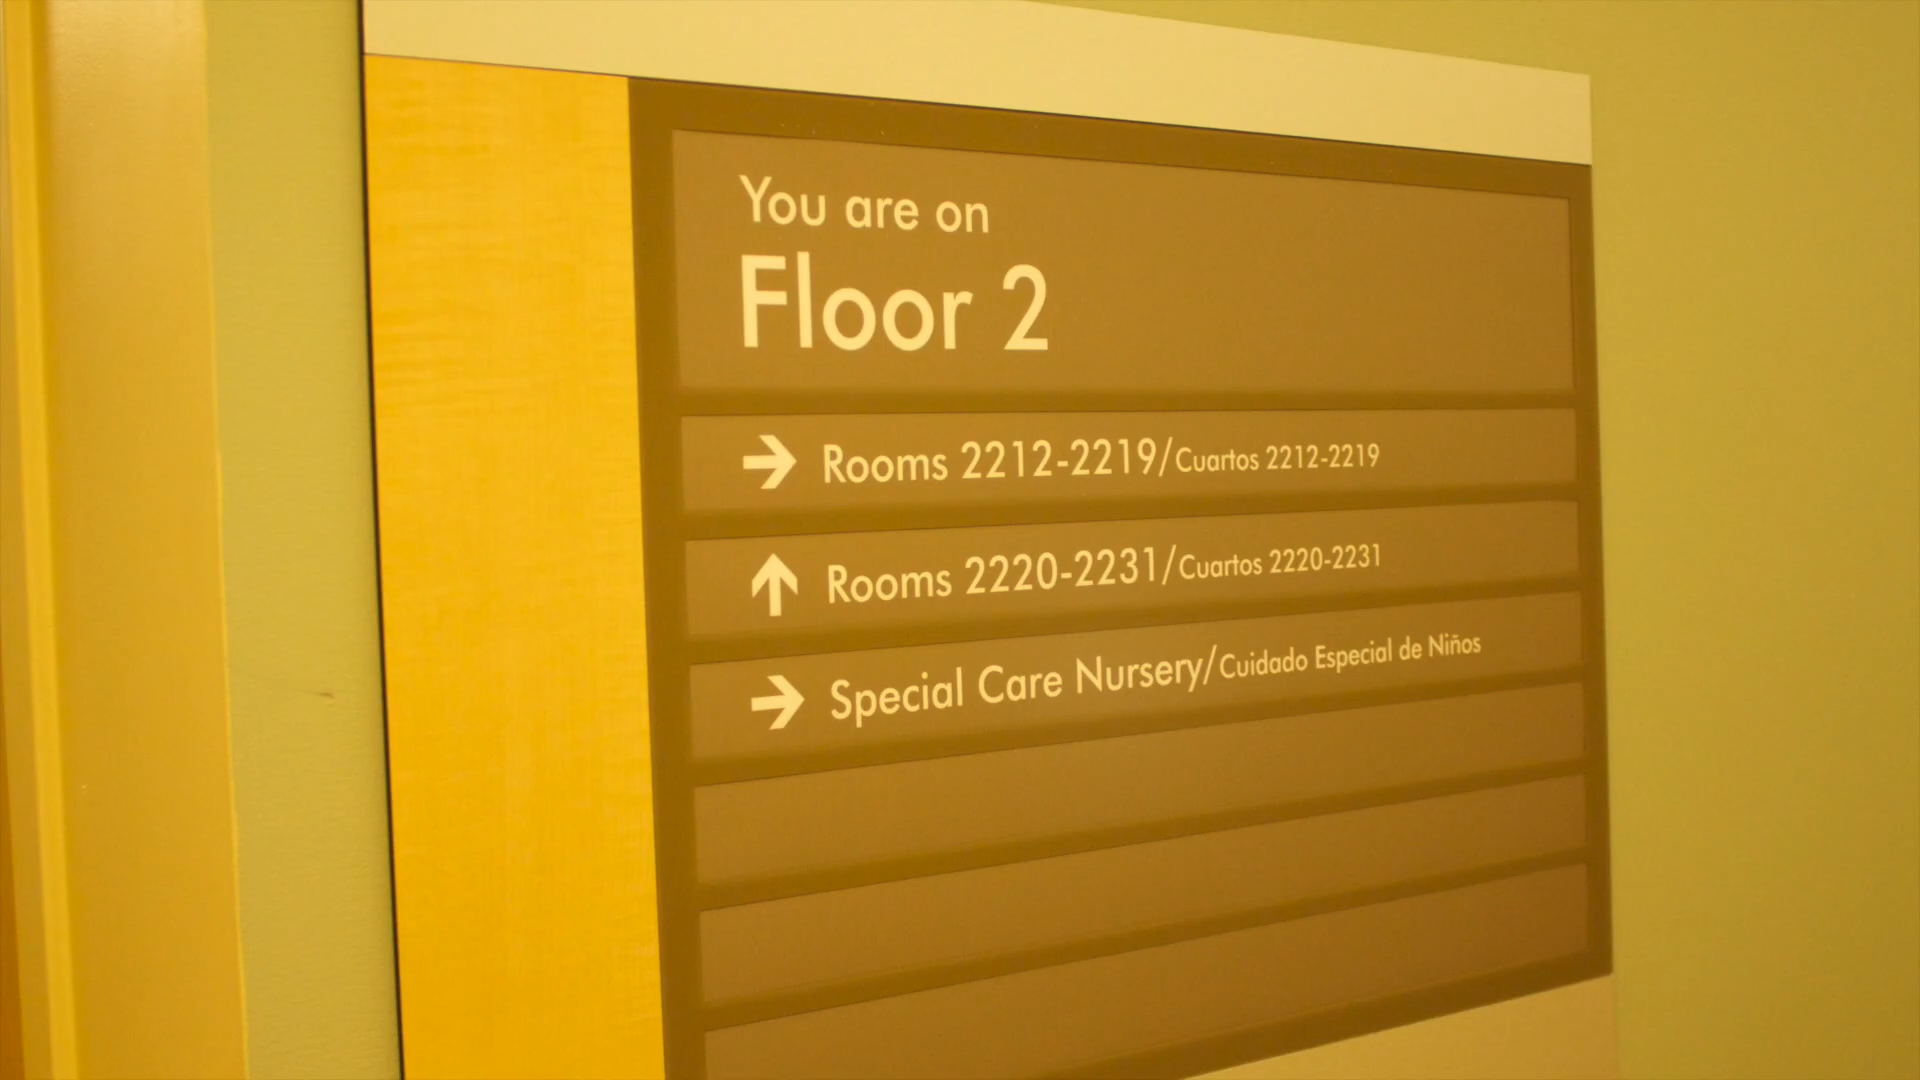 You are on
Floor 2
→ Rooms 2212-2219/Cuartos 2212-2219
↑ Rooms 2220-2231/Cuartos 2220-2231
→ Special Care Nursery/Cuidado Especial de Niños